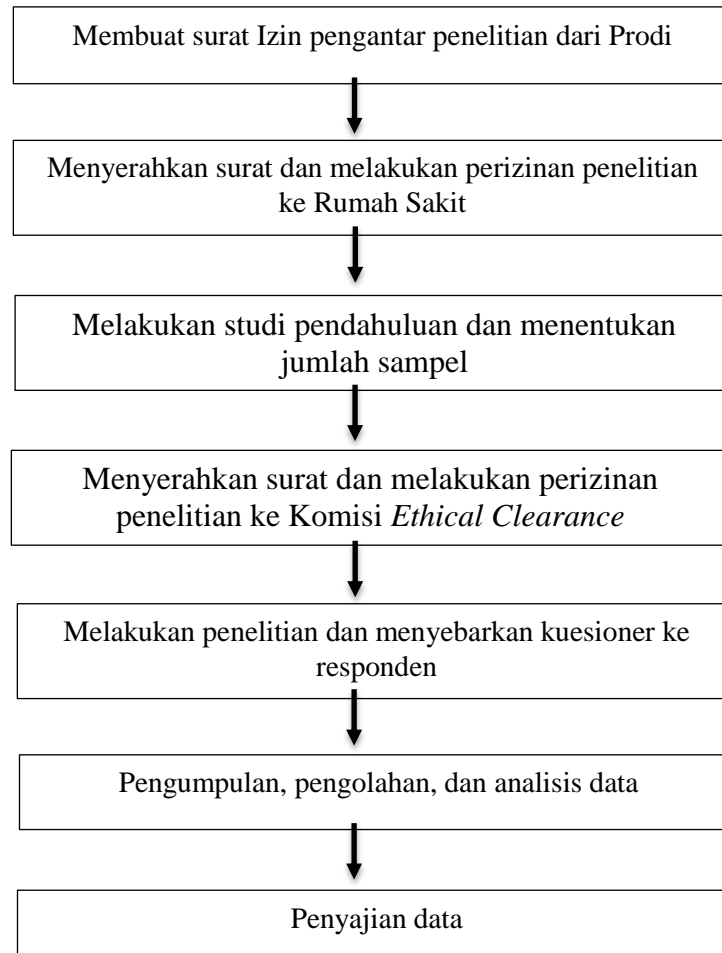 Membuat surat Izin pengantar penelitian dari Prodi
Menyerahkan surat dan melakukan perizinan penelitian
ke Rumah Sakit
Melakukan studi pendahuluan dan menentukan
jumlah sampel
Menyerahkan surat dan melakukan perizinan
penelitian ke Komisi Ethical Clearance
Melakukan penelitian dan menyebarkan kuesioner ke
responden
Pengumpulan, pengolahan, dan analisis data
Penyajian data